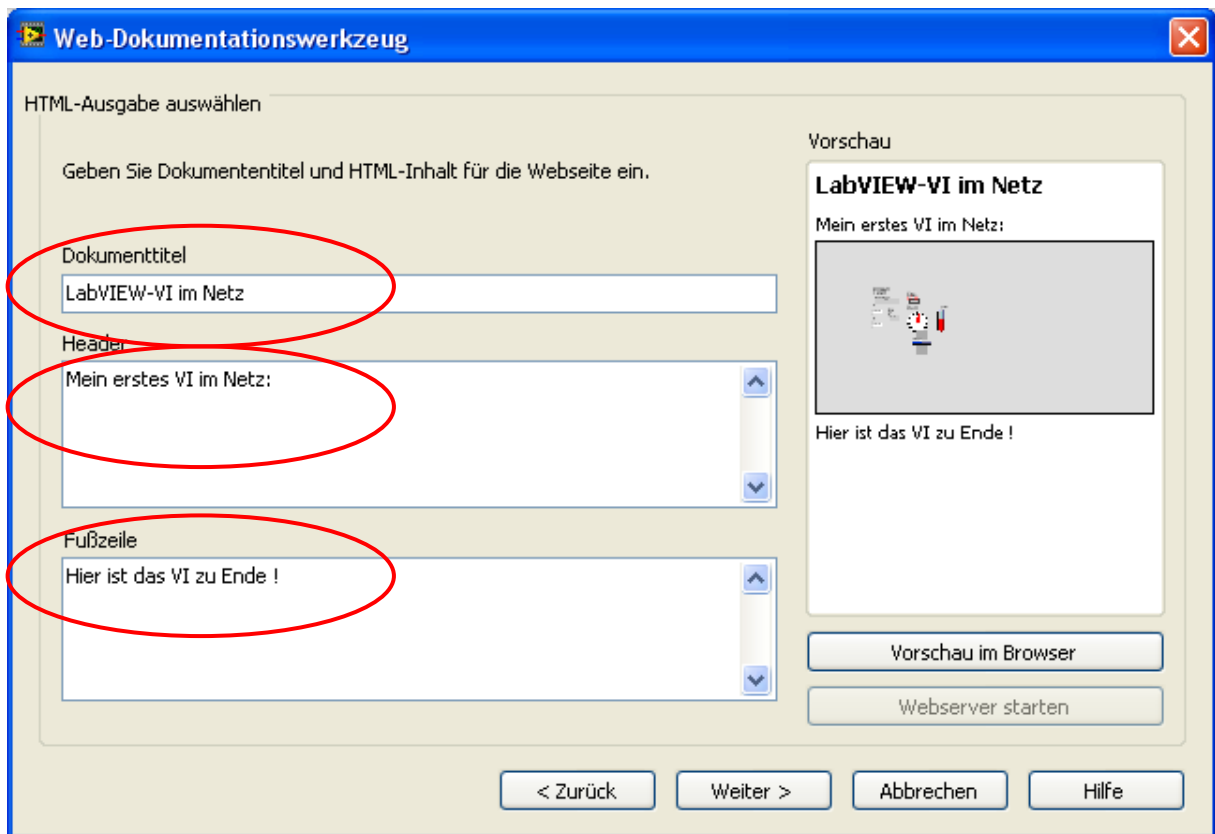 Web-Dokumentationswerkzeug
HTML-Ausgabe auswählen
Geben Sie Dokumententitel und HTML-Inhalt für die Webseite ein.
Dokumenttitel
LabVIEW-VI im Netz
Header
Mein erstes VI im Netz:
Fußzeile
Hier ist das VI zu Ende !
Vorschau
LabVIEW-VI im Netz
Mein erstes VI im Netz:
Hier ist das VI zu Ende !
Vorschau im Browser
Webserver starten
< Zurück
Weiter >
Abbrechen
Hilfe